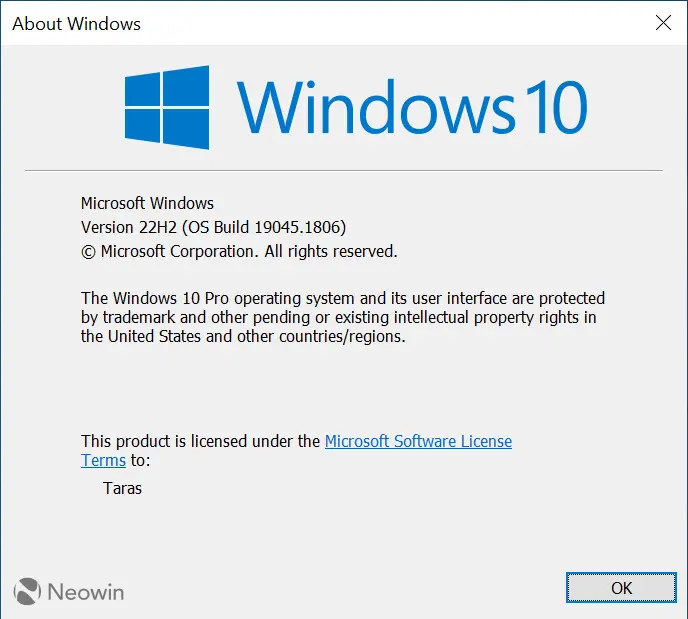 About Windows
Windows 10
Microsoft Windows
Version 22H2 (OS Build 19045.1806)
© Microsoft Corporation. All rights reserved.
The Windows 10 Pro operating system and its user interface are protected
by trademark and other pending or existing intellectual property rights in
the United States and other countries/regions.
This product is licensed under the Microsoft Software License
Terms to:
Taras
Neowin
OK